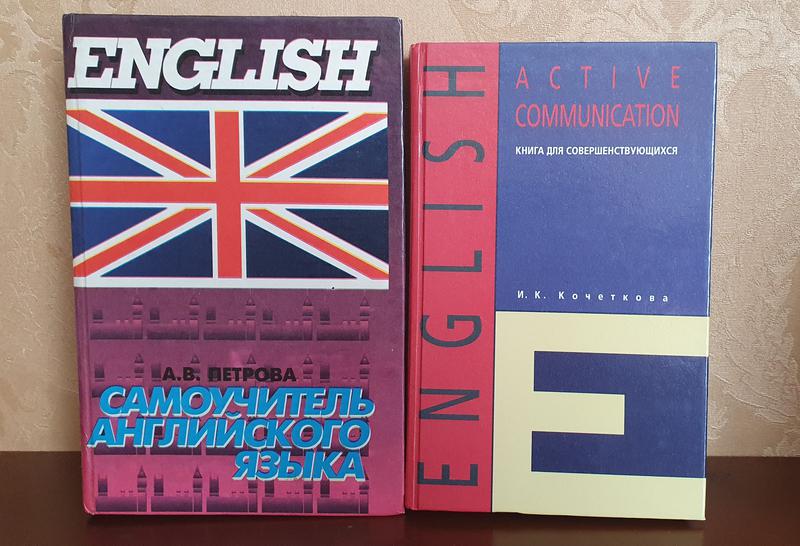 ENGLISH
А.В. ПЕТРОВА
САМОУЧИТЕЛЬ
АНГЛИЙСКОГО
ЯЗЫКА
ENGLISH
ACTIVE
COMMUNICATION
КНИГА ДЛЯ СОВЕРШЕНСТВУЮЩИХСЯ
И. К. Кочеткова
E